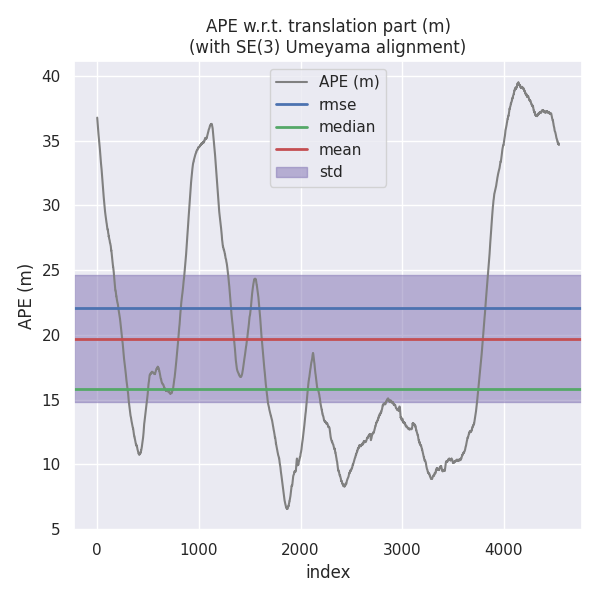 APE w.r.t. translation part (m)
(with SE(3) Umeyama alignment)
APE (m)
rmse
median
mean
std
APE (m)
40
35
30
25
20
15
10
5
0
1000
2000
3000
4000
index